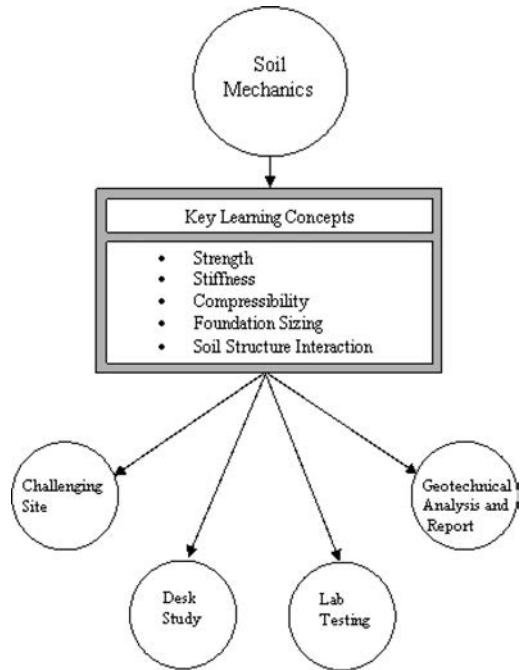 Soil
Mechanics
Key Learning Concepts
• Strength
• Stiffness
• Compressibility
• Foundation Sizing
• Soil Structure Interaction
Challenging
Site
Geotechnical
Analysis and
Report
Desk
Study
Lab
Testing